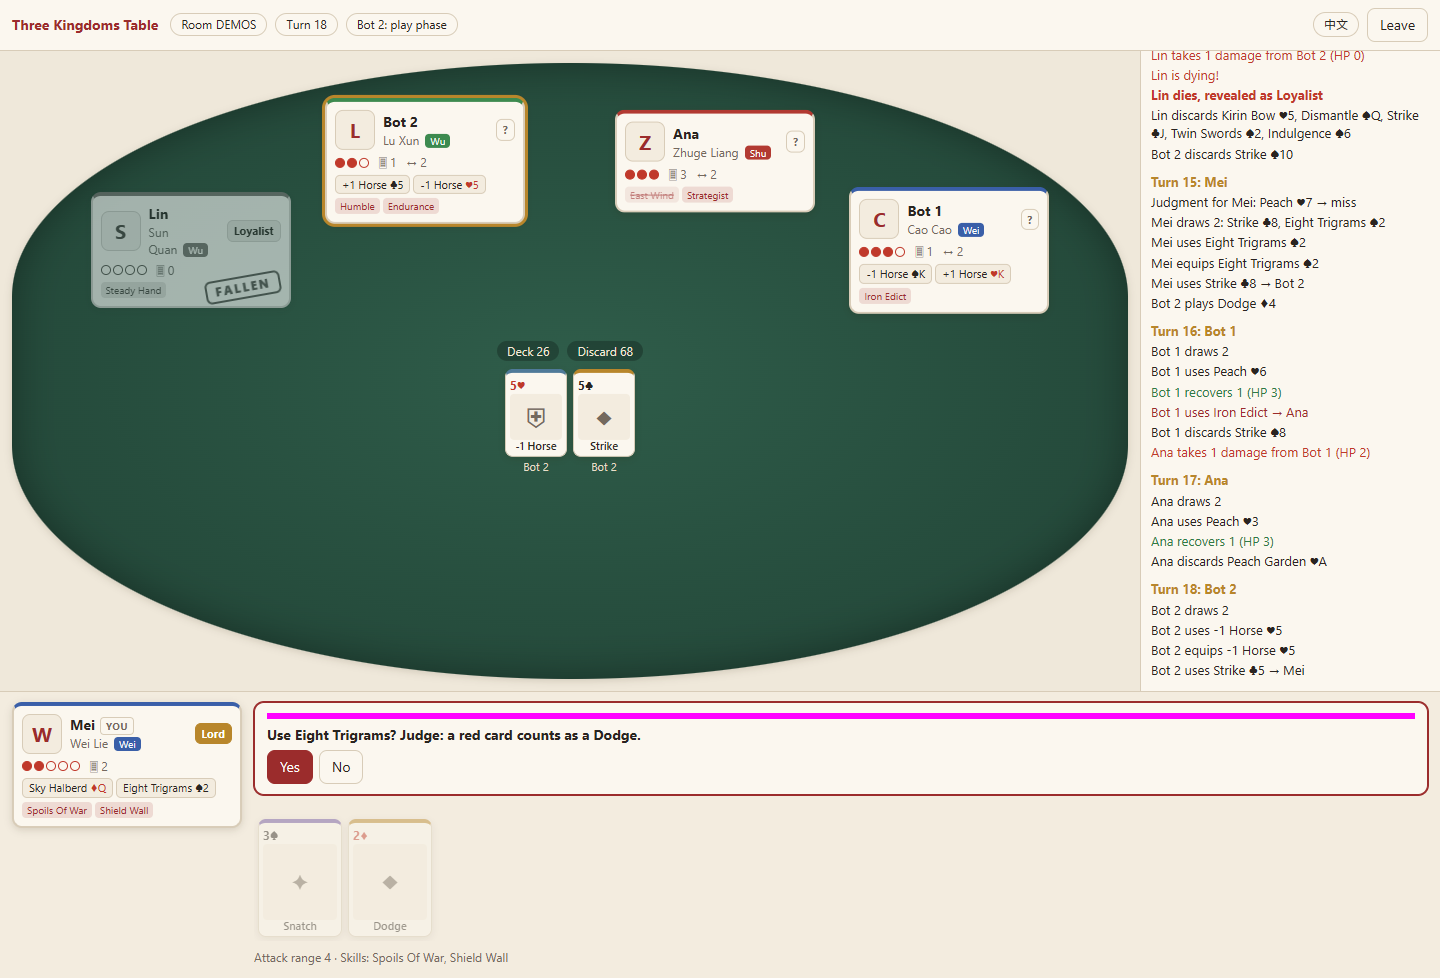 Three Kingdoms Table
Room DEMOS
Turn 18
Bot 2: play phase
中文
Leave
L
Bot 2
Lu Xun Wu
?
1 ↔ 2
+1 Horse ♣5
-1 Horse ♥5
Humble
Endurance
Z
Ana
Zhuge Liang Shu
?
3 ↔ 2
East Wind
Strategist
S
Lin
Sun
Quan Wu
Loyalist
0
Steady Hand
FALLEN
C
Bot 1
Cao Cao Wei
?
1 ↔ 2
-1 Horse ♠K
+1 Horse ♥K
Iron Edict
Deck 26
Discard 68
5♥
-1 Horse
Bot 2
5♣
Strike
Bot 2
Lin takes 1 damage from Bot 2 (HP 0)
Lin is dying!
Lin dies, revealed as Loyalist
Lin discards Kirin Bow ♥5, Dismantle ♠Q, Strike
♣J, Twin Swords ♠2, Indulgence ♠6
Bot 2 discards Strike ♠10
Turn 15: Mei
Judgment for Mei: Peach ♥7 → miss
Mei draws 2: Strike ♣8, Eight Trigrams ♠2
Mei uses Eight Trigrams ♠2
Mei equips Eight Trigrams ♠2
Mei uses Strike ♣8 → Bot 2
Bot 2 plays Dodge ♦4
Turn 16: Bot 1
Bot 1 draws 2
Bot 1 uses Peach ♥6
Bot 1 recovers 1 (HP 3)
Bot 1 uses Iron Edict → Ana
Bot 1 discards Strike ♠8
Ana takes 1 damage from Bot 1 (HP 2)
Turn 17: Ana
Ana draws 2
Ana uses Peach ♥3
Ana recovers 1 (HP 3)
Ana discards Peach Garden ♥A
Turn 18: Bot 2
Bot 2 draws 2
Bot 2 uses -1 Horse ♥5
Bot 2 equips -1 Horse ♥5
Bot 2 uses Strike ♣5 → Mei
W
Mei YOU
Wei Lie Wei
Lord
2
Sky Halberd ♦Q
Eight Trigrams ♠2
Spoils Of War
Shield Wall
Use Eight Trigrams? Judge: a red card counts as a Dodge.
Yes
No
3♠
Snatch
2♦
Dodge
Attack range 4 · Skills: Spoils Of War, Shield Wall